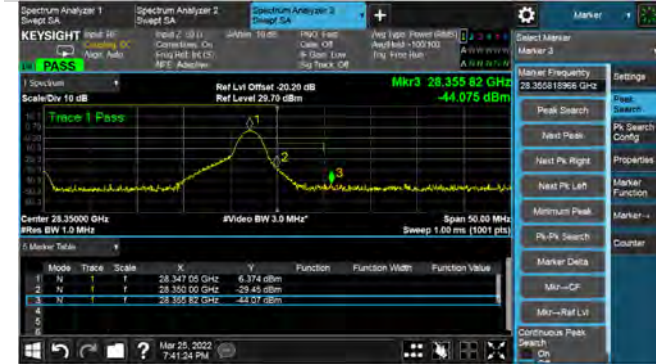 Spectrum Analyzer 1
Swept SA
Spectrum Analyzer 2
Swept SA
Spectrum Analyzer 3
Swept SA
+
Marker
KEYSIGHT
Input: RF
Coupling: DC
Align: Auto
Corrections: On
Freq Ref: Int (S)
NFE: Adaptive
PNO: Fast
Gate: Off
IF Gain: Low
Sig Track: Off
Avg Type: Power (RMS)
Avg|Hold: >100/100
Trig: Free Run
PASS
Select Marker
Marker 3
1 Spectrum
Scale/Div 10 dB
Ref Lvl Offset -20.20 dB
Ref Level 29.70 dBm
Mkr3 28.355 82 GHz
-44.075 dBm
Trace 1 Pass
1
2
3
Center 28.35000 GHz
#Res BW 1.0 MHz
#Video BW 3.0 MHz*
Span 50.00 MHz
Sweep 1.00 ms (1001 pts)
5 Marker Table
Mode Trace Scale X Y Function Function Width Function Value
1 N 1 f 28.347 05 GHz 6.374 dBm
2 N 1 f 28.350 00 GHz -29.45 dBm
3 N 1 f 28.355 82 GHz -44.07 dBm
4
5
6
?
Mar 25, 2022
7:41:24 PM
Marker Frequency
28.355818966 GHz
Peak Search
Next Peak
Next Pk Right
Next Pk Left
Minimum Peak
Pk-Pk Search
Marker Delta
Mkr→CF
Mkr→Ref Lvl
Continuous Peak
Search
On
Settings
Peak
Search
Pk Search
Config
Properties
Marker
Function
Marker→
Counter